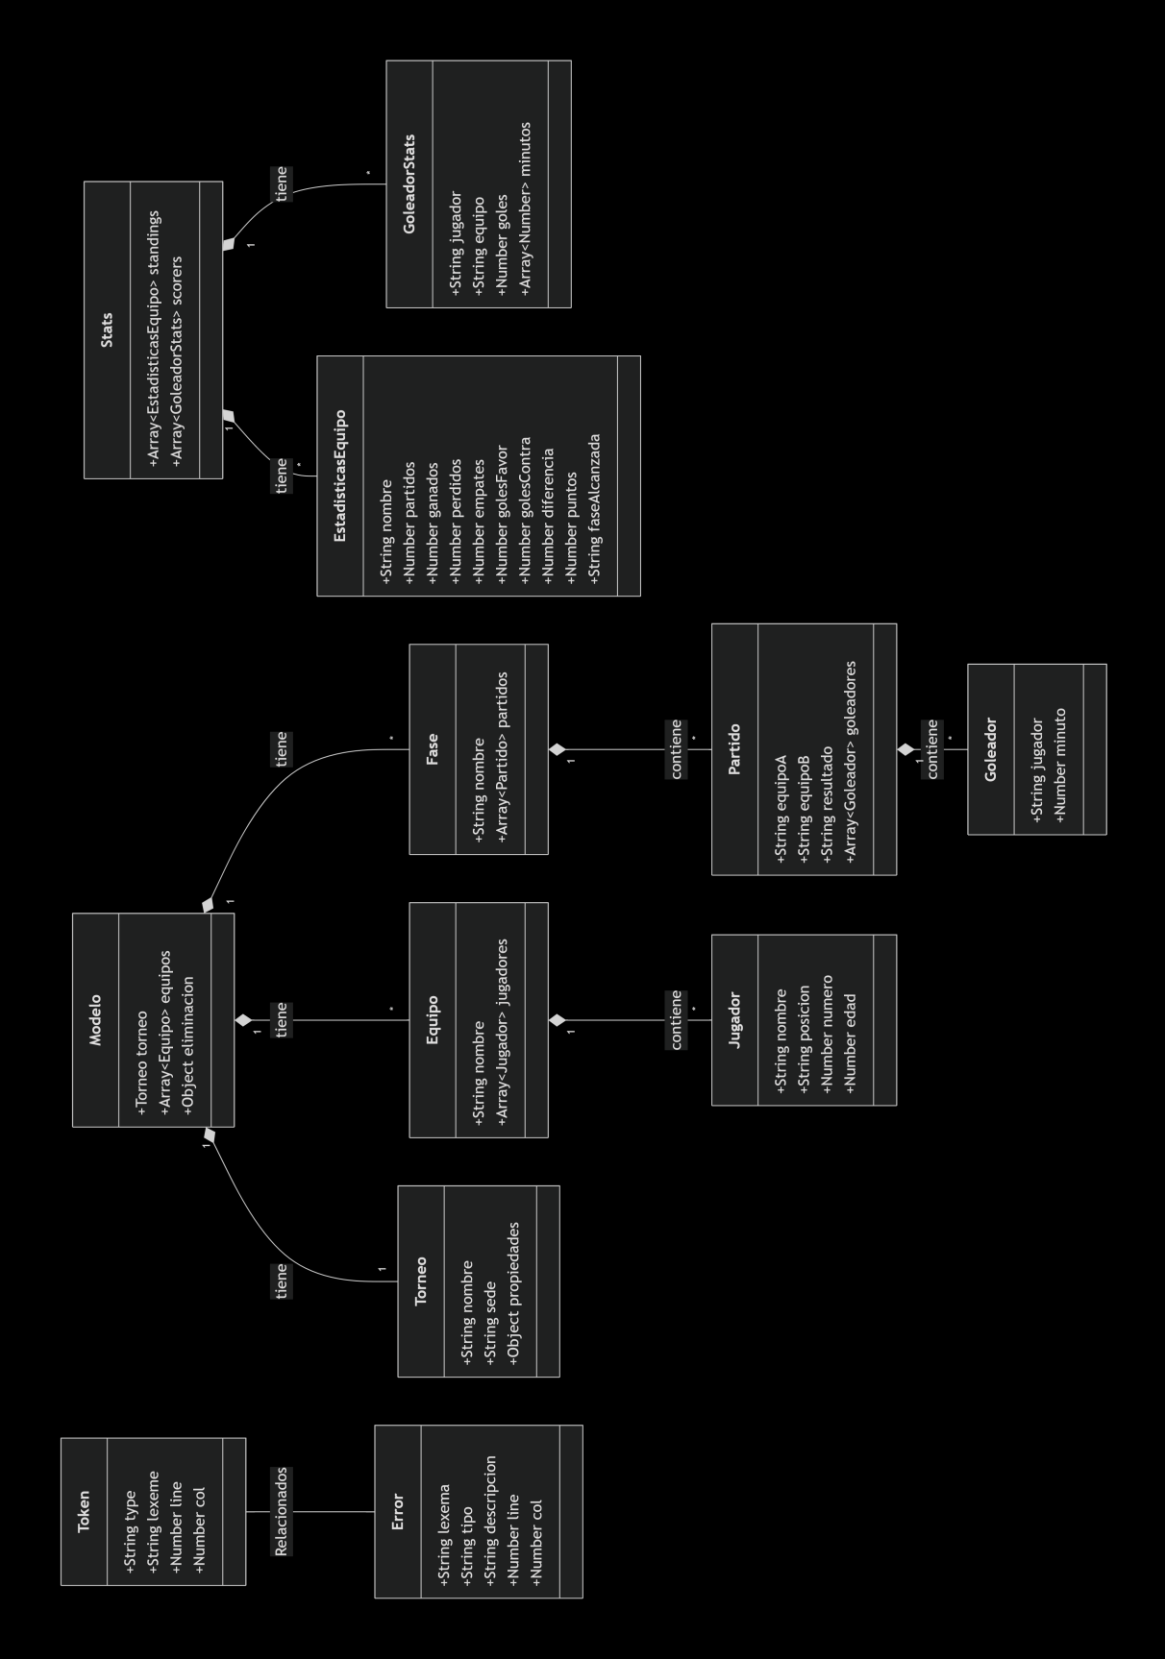 Token
+String type
+String lexeme
+Number line
+Number col
Relacionados
Error
+String lexema
+String tipo
+String descripcion
+Number line
+Number col
Modelo
+Torneo torneo
+Array<Equipo> equipos
+Object eliminacion
1
tiene
1
Torneo
+String nombre
+String sede
+Object propiedades
1
tiene
*
Equipo
+String nombre
+Array<Jugador> jugadores
1
contiene
*
Jugador
+String nombre
+String posicion
+Number numero
+Number edad
1
tiene
*
Fase
+String nombre
+Array<Partido> partidos
1
contiene
*
Partido
+String equipoA
+String equipoB
+String resultado
+Array<Goleador> goleadores
1
contiene
*
Goleador
+String jugador
+Number minuto
Stats
+Array<EstadisticasEquipo> standings
+Array<GoleadorStats> scorers
1
tiene
*
EstadisticasEquipo
+String nombre
+Number partidos
+Number ganados
+Number perdidos
+Number empates
+Number golesFavor
+Number golesContra
+Number diferencia
+Number puntos
+String faseAlcanzada
1
tiene
*
GoleadorStats
+String jugador
+String equipo
+Number goles
+Array<Number> minutos